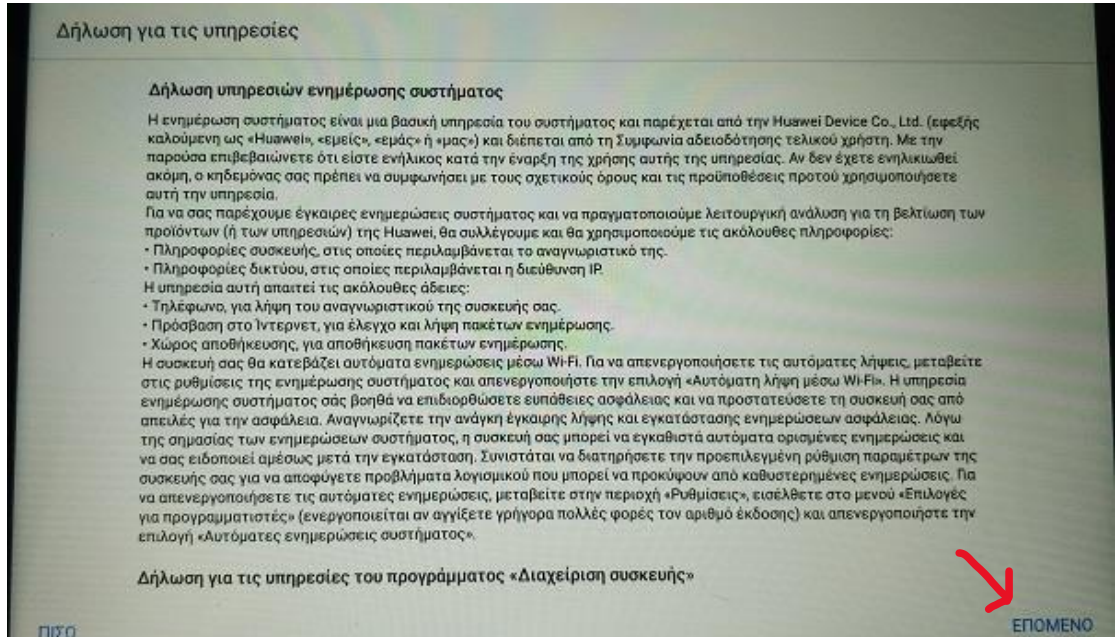 Δήλωση για τις υπηρεσίες
Δήλωση υπηρεσιών ενημέρωσης συστήματος
Η ενημέρωση συστήματος είναι μια βασική υπηρεσία του συστήματος και παρέχεται από την Huawei Device Co., Ltd. (εφεξής
καλούμενη ως «Huawei», «εμείς», «εμάς» ή «μας») και διέπεται από τη Συμφωνία αδειοδότησης τελικού χρήστη. Με την
παρούσα επιβεβαιώνετε ότι είστε ενήλικος κατά την έναρξη της χρήσης αυτής της υπηρεσίας. Αν δεν έχετε ενηλικιωθεί
ακόμη, ο κηδεμόνας σας πρέπει να συμφωνήσει με τους σχετικούς όρους και τις προϋποθέσεις προτού χρησιμοποιήσετε
αυτή την υπηρεσία.
Για να σας παρέχουμε έγκαιρες ενημερώσεις συστήματος και να πραγματοποιούμε λειτουργική ανάλυση για τη βελτίωση των
προϊόντων (ή των υπηρεσιών) της Huawei, θα συλλέγουμε και θα χρησιμοποιούμε τις ακόλουθες πληροφορίες:
• Πληροφορίες συσκευής, στις οποίες περιλαμβάνεται το αναγνωριστικό της.
• Πληροφορίες δικτύου, στις οποίες περιλαμβάνεται η διεύθυνση IP.
Η υπηρεσία αυτή απαιτεί τις ακόλουθες άδειες:
• Τηλέφωνο, για λήψη του αναγνωριστικού της συσκευής σας.
• Πρόσβαση στο Ίντερνετ, για έλεγχο και λήψη πακέτων ενημέρωσης.
• Χώρος αποθήκευσης, για αποθήκευση πακέτων ενημέρωσης.
Η συσκευή σας θα κατεβάζει αυτόματα ενημερώσεις μέσω Wi-Fi. Για να απενεργοποιήσετε τις αυτόματες λήψεις, μεταβείτε
στις ρυθμίσεις της ενημέρωσης συστήματος και απενεργοποιήστε την επιλογή «Αυτόματη λήψη μέσω Wi-Fi». Η υπηρεσία
ενημέρωσης συστήματος σάς βοηθά να επιδιορθώσετε ευπάθειες ασφάλειας και να προστατεύσετε τη συσκευή σας από
απειλές για την ασφάλεια. Αναγνωρίζετε την ανάγκη έγκαιρης λήψης και εγκατάστασης ενημερώσεων ασφάλειας. Λόγω
της σημασίας των ενημερώσεων συστήματος, η συσκευή σας μπορεί να εγκαθιστά αυτόματα ορισμένες ενημερώσεις και
να σας ειδοποιεί αμέσως μετά την εγκατάσταση. Συνιστάται να διατηρήσετε την προεπιλεγμένη ρύθμιση παραμέτρων της
συσκευής σας για να αποφύγετε προβλήματα λογισμικού που μπορεί να προκύψουν από καθυστερημένες ενημερώσεις. Για
να απενεργοποιήσετε τις αυτόματες ενημερώσεις, μεταβείτε στην περιοχή «Ρυθμίσεις», εισέλθετε στο μενού «Επιλογές
για προγραμματιστές» (ενεργοποιείται αν αγγίξετε γρήγορα πολλές φορές τον αριθμό έκδοσης) και απενεργοποιήστε την
επιλογή «Αυτόματες ενημερώσεις συστήματος».
Δήλωση για τις υπηρεσίες του προγράμματος «Διαχείριση συσκευής»
ΠΙΣΩ
ΕΠΟΜΕΝΟ